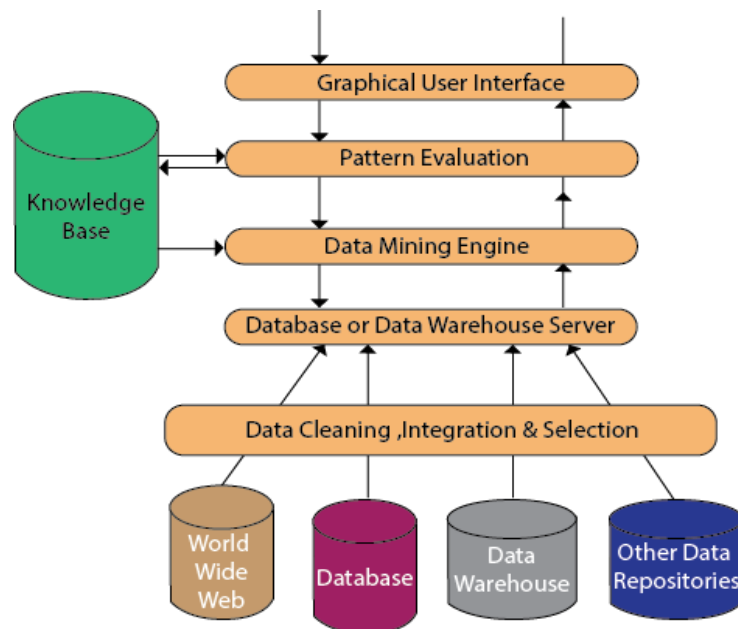 Graphical User Interface
Pattern Evaluation
Knowledge
Base
Data Mining Engine
Database or Data Warehouse Server
Data Cleaning ,Integration & Selection
World
Wide
Web
Database
Data
Warehouse
Other Data
Repositories